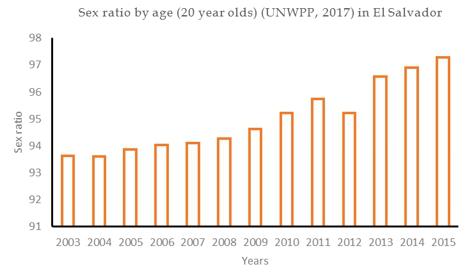 Sex ratio by age (20 year olds) (UNWPP, 2017) in El Salvador
98
97
96
95
94
93
92
91
Sex ratio
2003 2004 2005 2006 2007 2008 2009 2010 2011 2012 2013 2014 2015
Years